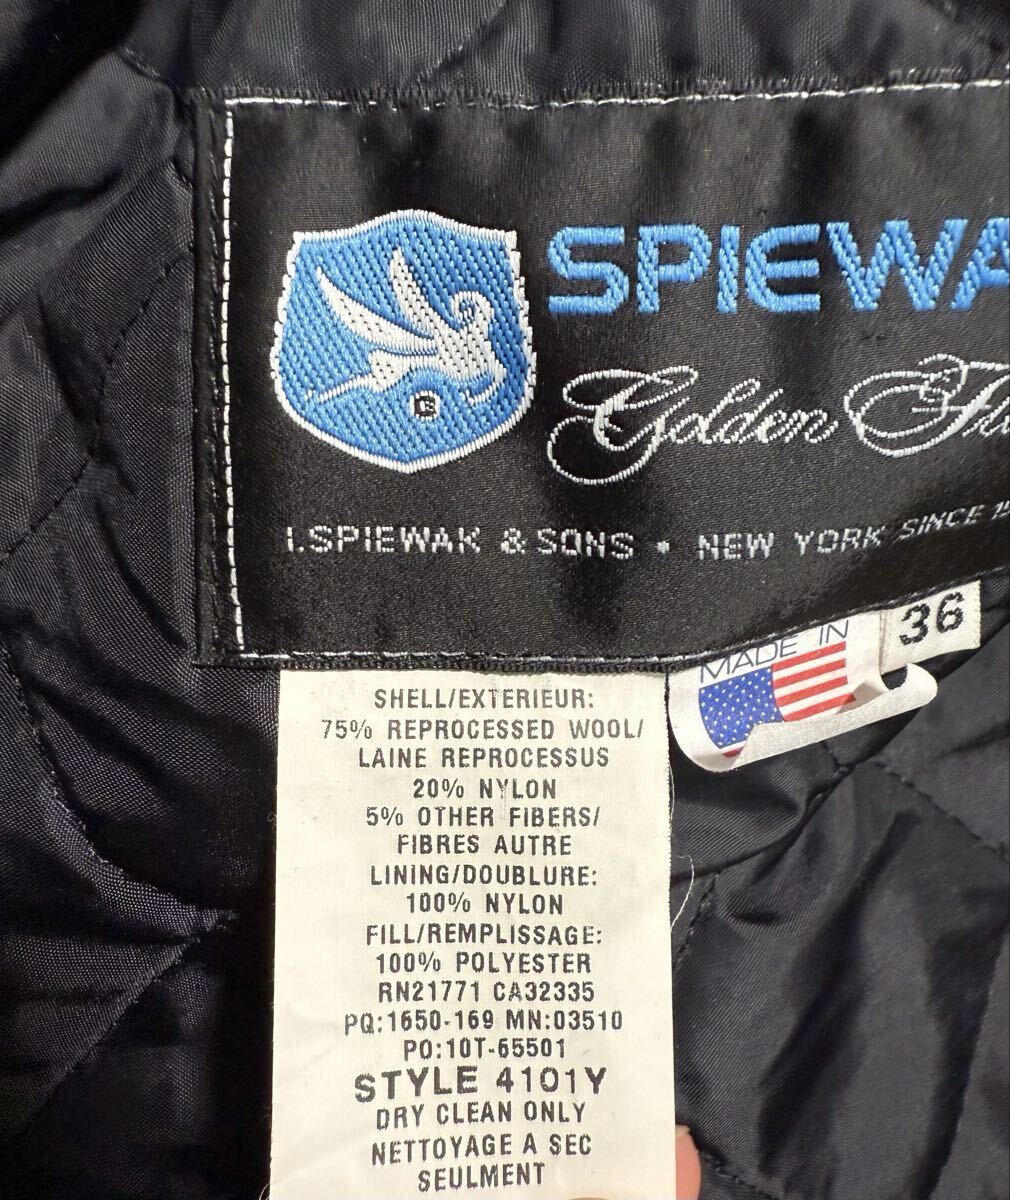 SPIEWA
Golden
I.SPIEWAK & SONS • NEW YORK SINCE
MADE IN
36
SHELL/EXTERIEUR:
75% REPROCESSED WOOL/
LAINE REPROCESSUS
20% NYLON
5% OTHER FIBERS/
FIBRES AUTRE
LINING/DOUBLURE:
100% NYLON
FILL/REMPLISSAGE:
100% POLYESTER
RN21771 CA32335
PQ:1650-169 MN:03510
PO:10T-65501
STYLE 4101Y
DRY CLEAN ONLY
NETTOYAGE A SEC
SEULMENT